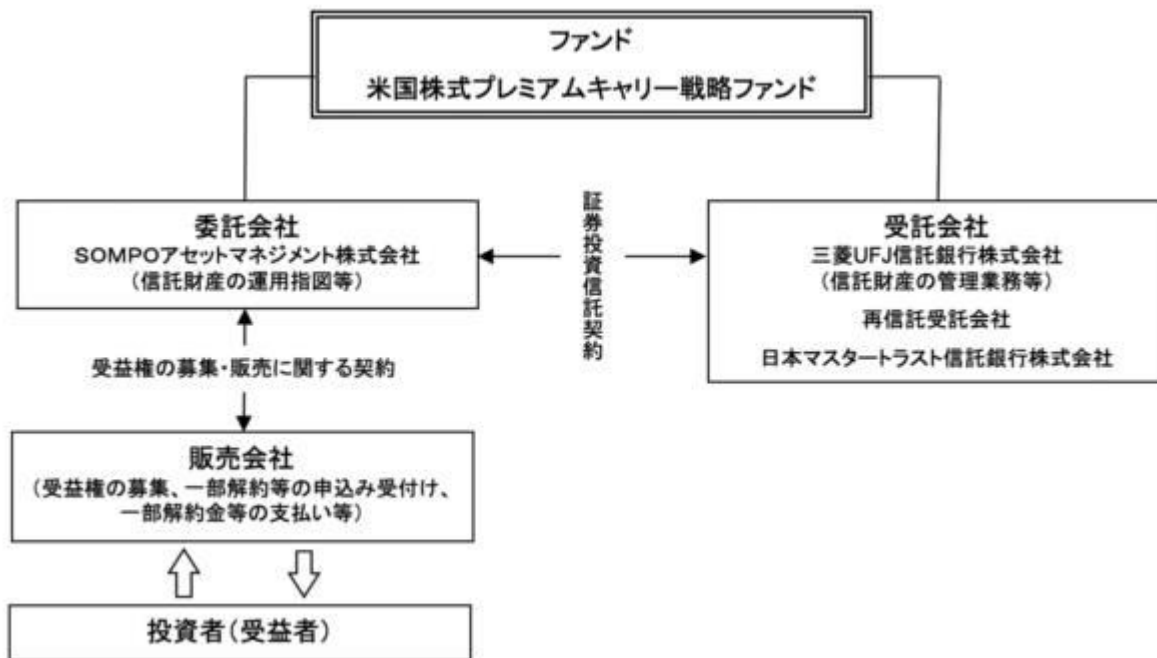 ファンド
米国株式プレミアムキャリー戦略ファンド
委託会社
SOMPOアセットマネジメント株式会社
(信託財産の運用指図等)
証券投資信託契約
受託会社
三菱UFJ信託銀行株式会社
(信託財産の管理業務等)
再信託受託会社
日本マスタートラスト信託銀行株式会社
受益権の募集・販売に関する契約
販売会社
(受益権の募集、一部解約等の申込み受付け、
一部解約金等の支払い等)
投資者(受益者)